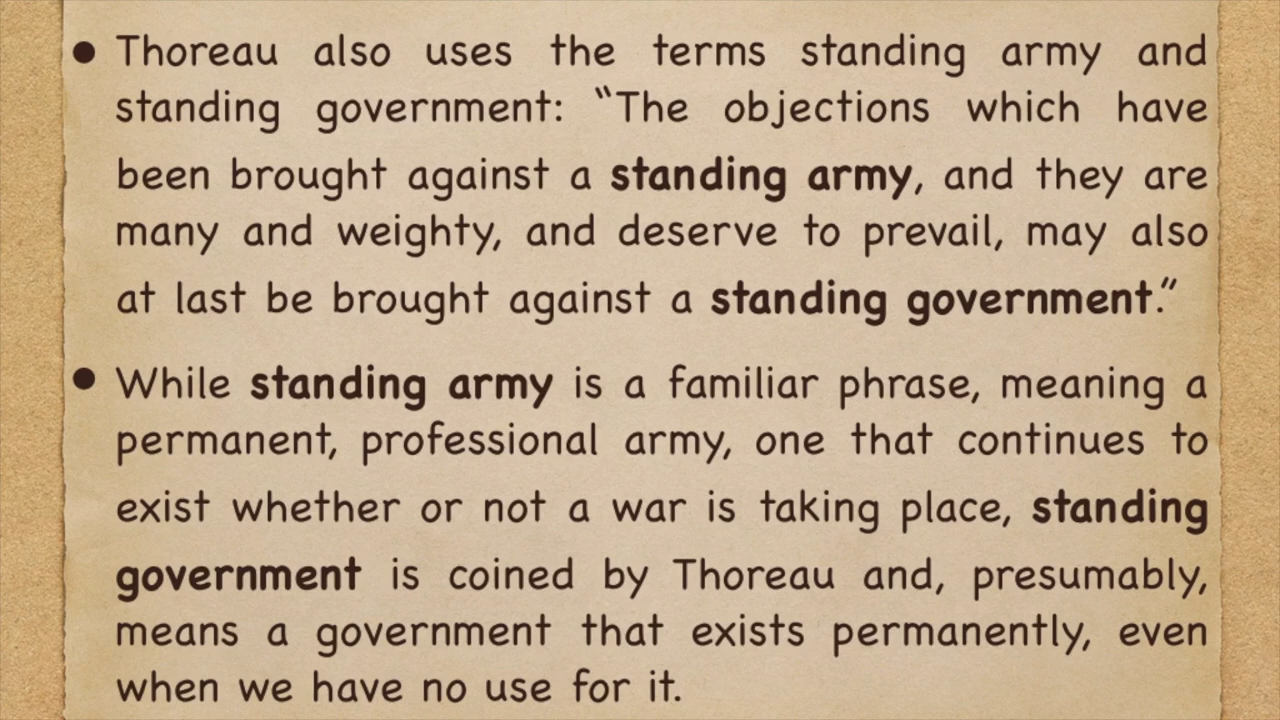 • Thoreau also uses the terms standing army and
standing government: “The objections which have
been brought against a standing army, and they are
many and weighty, and deserve to prevail, may also
at last be brought against a standing government.”
• While standing army is a familiar phrase, meaning a
permanent, professional army, one that continues to
exist whether or not a war is taking place, standing
government is coined by Thoreau and, presumably,
means a government that exists permanently, even
when we have no use for it.